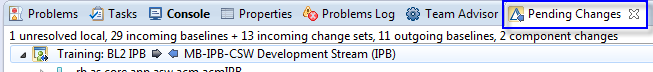 Problems Tasks Console Properties Problems Log Team Advisor Pending Changes
1 unresolved local, 29 incoming baselines + 13 incoming change sets, 11 outgoing baselines, 2 component changes
Training: BL2 IPB MB-IPB-CSW Development Stream (IPB)